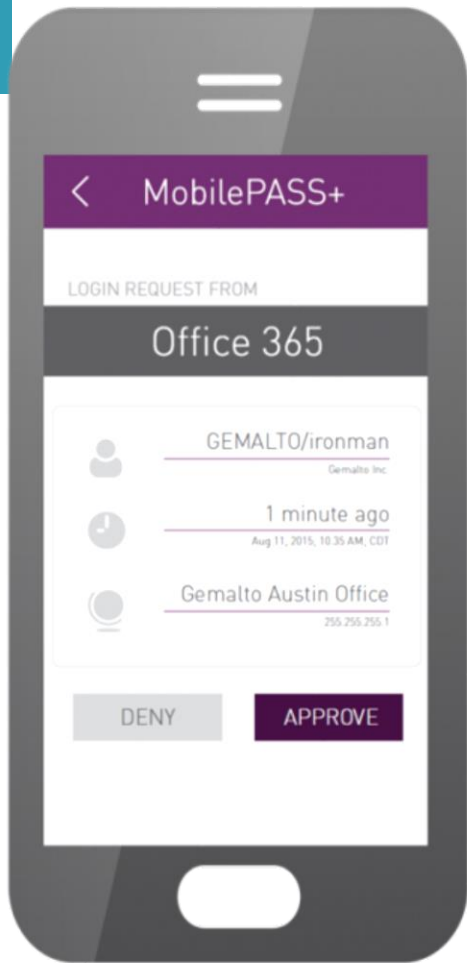 MobilePASS+
LOGIN REQUEST FROM
Office 365
GEMALTO/ironman
Gemalto Inc
1 minute ago
Aug 11, 2015, 10:35 AM, CDT
Gemalto Austin Office
255.255.255.1
DENY
APPROVE